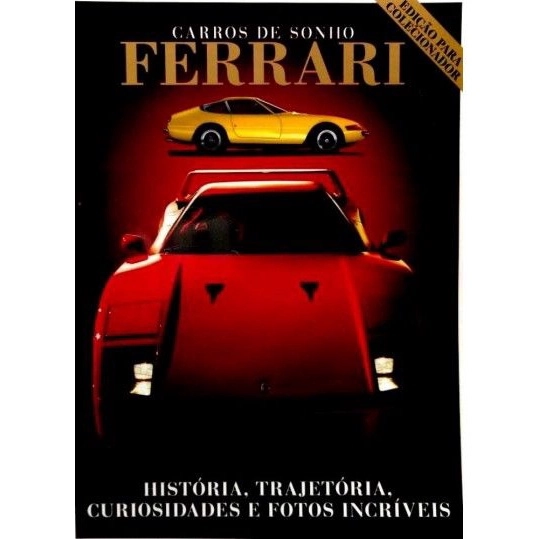 CARROS DE SONHO
FERRARI
EDIÇÃO PARA
COLECIONADOR
HISTÓRIA, TRAJETÓRIA,
CURIOSIDADES E FOTOS INCRÍVEIS